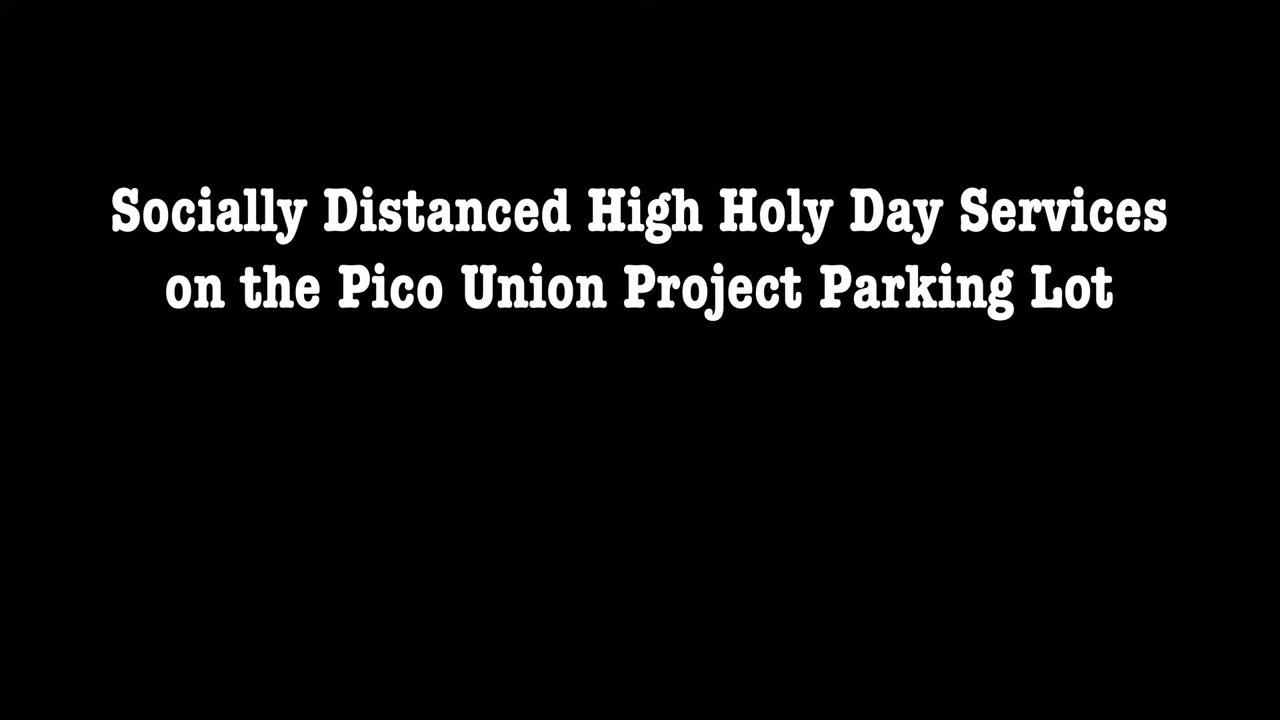 Socially Distanced High Holy Day Services
on the Pico Union Project Parking Lot